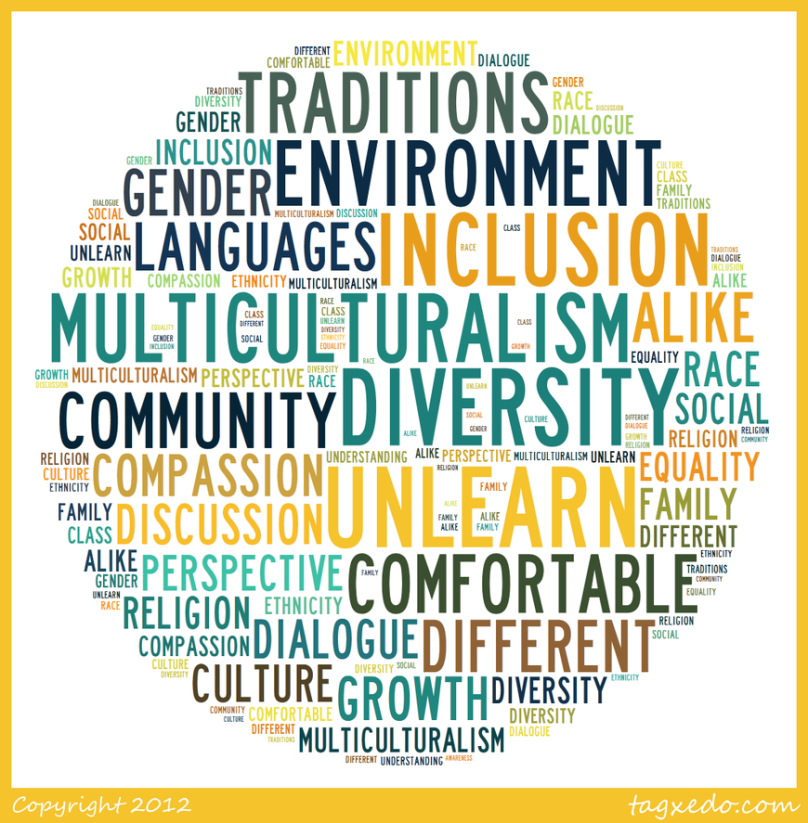 DIFFERENT ENVIRONMENT DIALOGUE
COMFORTABLE
TRADITIONS TRADITIONS GENDER
DIVERSITY RACE DISCUSSION
GENDER DIALOGUE
GENDER INCLUSION ENVIRONMENT CULTURE
GENDER CLASS
FAMILY
DIALOGUE TRADITIONS
SOCIAL MULTICULTURALISM DISCUSSION
SOCIAL LANGUAGES INCLUSION CLASS
UNLEARN RACE TRADITIONS
DIALOGUE
INCLUSION
GROWTH COMPASSION ETHNICITY MULTICULTURALISM ALIKE
MULTICULTURALISM ALIKE
RACE
CLASS CLASS
EQUALITY DIFFERENT UNLEARN CLASS
DIVERSITY
GENDER SOCIAL ETHNICITY
INCLUSION EQUALITY GROWTH
RACE EQUALITY RACE
GROWTH MULTICULTURALISM PERSPECTIVE DIVERSITY
DISCUSSION RACE
COMMUNITY DIVERSITY SOCIAL
UNLEARN
SOCIAL CULTURE DIFFERENT
GENDER DIALOGUE
ALIKE GROWTH RELIGION RELIGION
RELIGION COMMUNITY
RELIGION COMPASSION UNDERSTANDING ALIKE PERSPECTIVE MULTICULTURALISM UNLEARN EQUALITY
CULTURE RELIGION
ETHNICITY UNLEARN FAMILY
FAMILY DISCUSSION ALIKE FAMILY
FAMILY ALIKE
CLASS ALIKE FAMILY DIFFERENT
ALIKE PERSPECTIVE FAMILY COMFORTABLE ETHNICITY
GENDER TRADITIONS
COMMUNITY
UNLEARN ETHNICITY EQUALITY
RACE RELIGION
COMPASSION DIALOGUE DIFFERENT RELIGION
SOCIAL
CULTURE CULTURE DIVERSITY SOCIAL
DIVERSITY GROWTH DIVERSITY ETHNICITY
COMMUNITY COMFORTABLE DIVERSITY
CULTURE
DIFFERENT DIALOGUE
TRADITIONS MULTICULTURALISM
DIFFERENT UNDERSTANDING AWARENESS
Copyright 2012 tagxedo.com